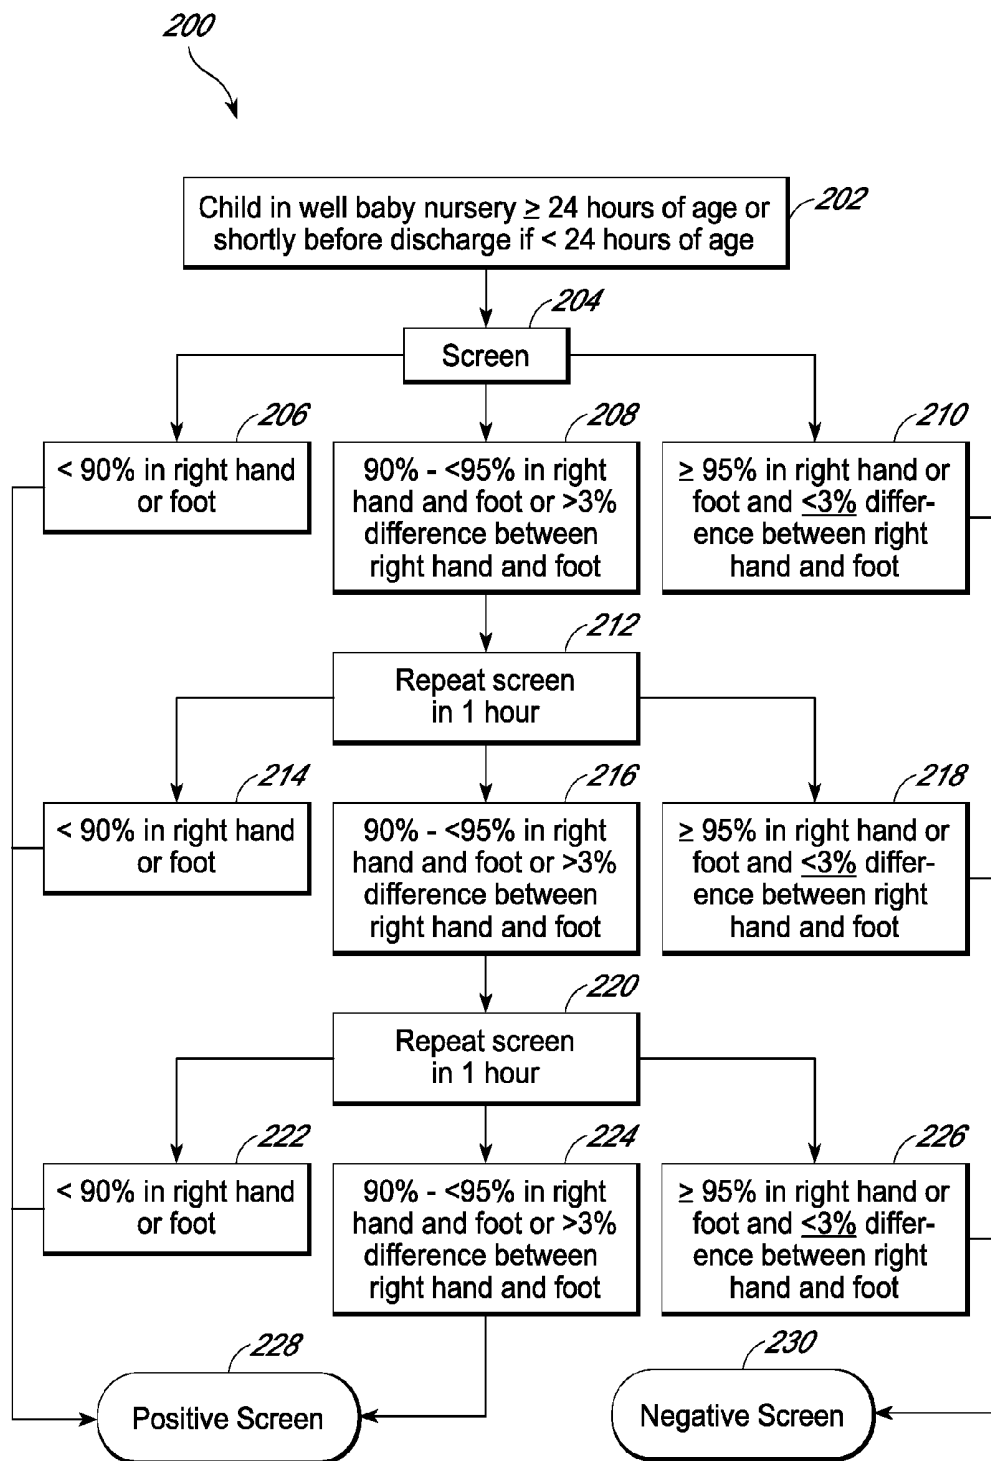 200
202
Child in well baby nursery ≥ 24 hours of age or
shortly before discharge if < 24 hours of age
204
Screen
206
< 90% in right hand
or foot
208
90% - <95% in right
hand and foot or >3%
difference between
right hand and foot
210
≥ 95% in right hand or
foot and <3% differ-
ence between right
hand and foot
212
Repeat screen
in 1 hour
214
< 90% in right hand
or foot
216
90% - <95% in right
hand and foot or >3%
difference between
right hand and foot
218
≥ 95% in right hand or
foot and <3% differ-
ence between right
hand and foot
220
Repeat screen
in 1 hour
222
< 90% in right hand
or foot
224
90% - <95% in right
hand and foot or >3%
difference between
right hand and foot
226
≥ 95% in right hand or
foot and <3% differ-
ence between right
hand and foot
228
Positive Screen
230
Negative Screen